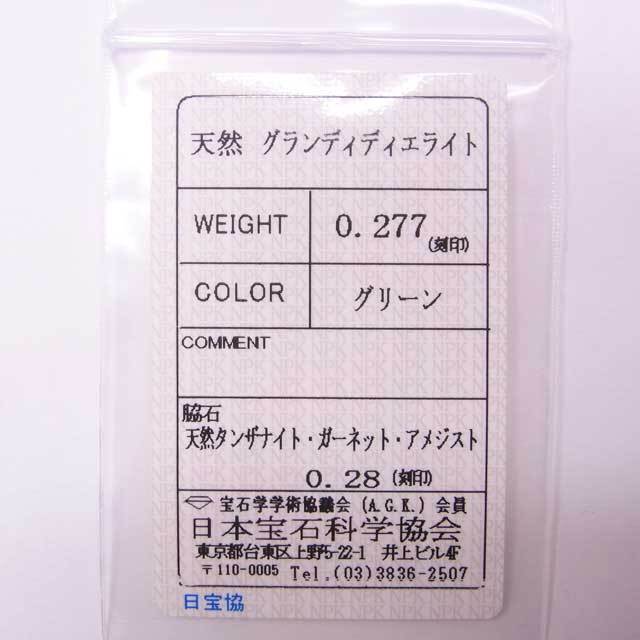 天然 グランディディエライト
WEIGHT 0.277(刻印)
COLOR グリーン
COMMENT
脇石
天然タンザナイト・ガーネット・アメジスト
0.28(刻印)
宝石学学術協議会(A.G.K.)会員
日本宝石科学協会
東京都台東区上野5-22-1 井上ビル4F
〒110-0005 Tel.(03)3836-2507
日宝協